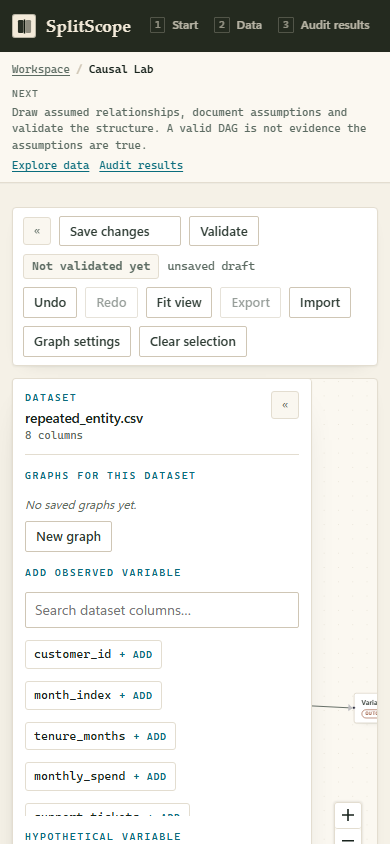 SplitScope
1 Start
2 Data
3 Audit results
Workspace / Causal Lab
NEXT
Draw assumed relationships, document assumptions and
validate the structure. A valid DAG is not evidence the
assumptions are true.
Explore data Audit results
« Save changes Validate
Not validated yet unsaved draft
Undo Redo Fit view Export Import
Graph settings Clear selection
DATASET
«
repeated_entity.csv
8 columns
GRAPHS FOR THIS DATASET
No saved graphs yet.
New graph
ADD OBSERVED VARIABLE
Search dataset columns...
customer_id + ADD
month_index + ADD
tenure_months + ADD
monthly_spend + ADD
support_tickets + ADD
HYPOTHETICAL VARIABLE
+
−